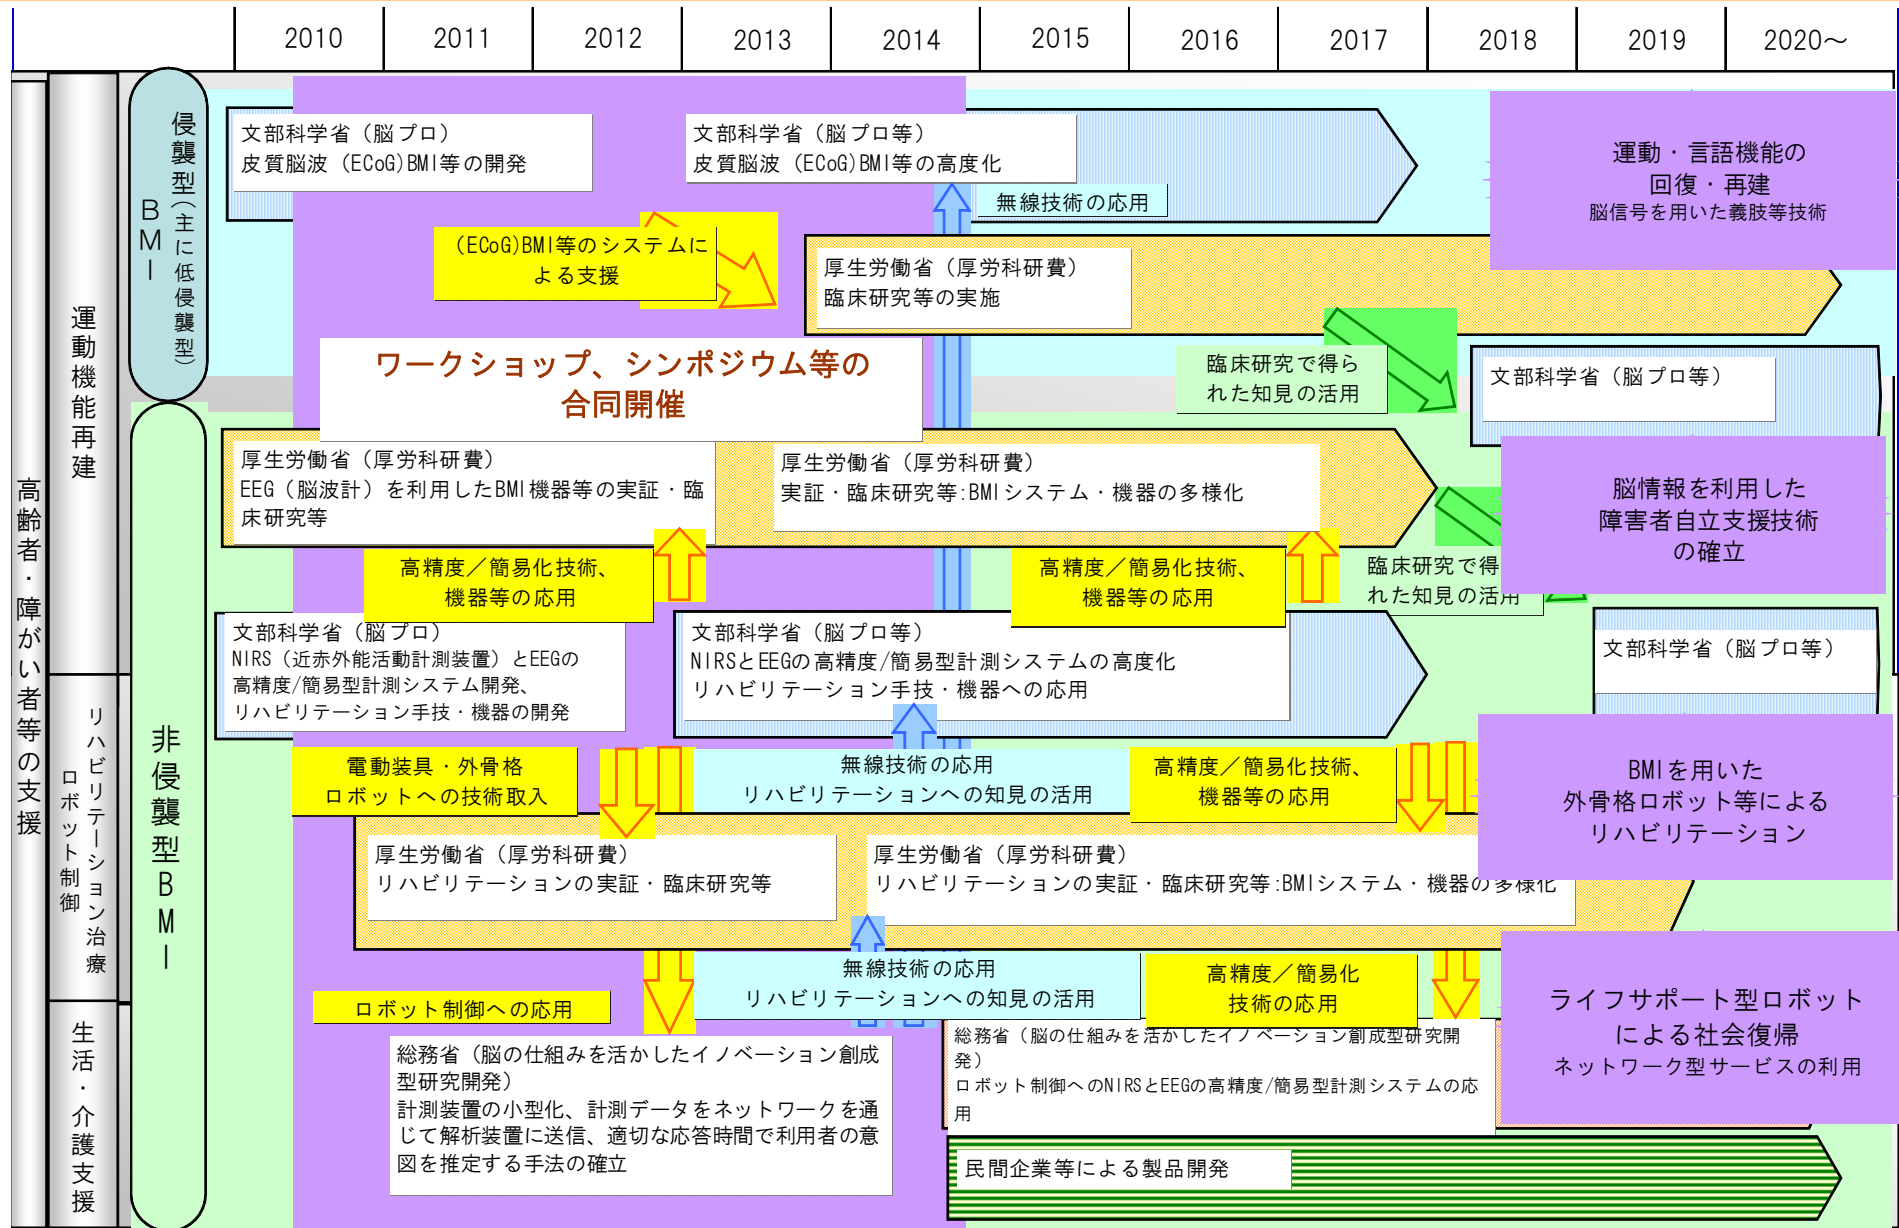 2010
2011
2012
2013
2014
2015
2016
2017
2018
2019
2020～
高齢者・障がい者等の支援
運動機能再建
リハビリテーション治療
ロボット制御
生活・介護支援
侵襲型（主に低侵襲型）
BMI
非侵襲型BMI
文部科学省（脳プロ）
皮質脳波（ECoG)BMI等の開発
文部科学省（脳プロ等）
皮質脳波（ECoG)BMI等の高度化
無線技術の応用
運動・言語機能の
回復・再建
脳信号を用いた義肢等技術
(ECoG)BMI等のシステムに
よる支援
厚生労働省（厚労科研費）
臨床研究等の実施
ワークショップ、シンポジウム等の
合同開催
臨床研究で得ら
れた知見の活用
文部科学省（脳プロ等）
厚生労働省（厚労科研費）
EEG（脳波計）を利用したBMI機器等の実証・臨
床研究等
厚生労働省（厚労科研費）
実証・臨床研究等:BMIシステム・機器の多様化
脳情報を利用した
障害者自立支援技術
の確立
高精度／簡易化技術、
機器等の応用
高精度／簡易化技術、
機器等の応用
臨床研究で得
れた知見の活用
文部科学省（脳プロ）
NIRS（近赤外能活動計測装置）とEEGの
高精度/簡易型計測システム開発、
リハビリテーション手技・機器の開発
文部科学省（脳プロ等）
NIRSとEEGの高精度/簡易型計測システムの高度化
リハビリテーション手技・機器への応用
文部科学省（脳プロ等）
電動装具・外骨格
ロボットへの技術取入
無線技術の応用
リハビリテーションへの知見の活用
高精度／簡易化技術、
機器等の応用
BMIを用いた
外骨格ロボット等による
リハビリテーション
厚生労働省（厚労科研費）
リハビリテーションの実証・臨床研究等
厚生労働省（厚労科研費）
リハビリテーションの実証・臨床研究等:BMIシステム・機器の多様化
ロボット制御への応用
無線技術の応用
リハビリテーションへの知見の活用
高精度／簡易化
技術の応用
ライフサポート型ロボット
による社会復帰
ネットワーク型サービスの利用
総務省（脳の仕組みを活かしたイノベーション創成
型研究開発）
計測装置の小型化、計測データをネットワークを通
じて解析装置に送信、適切な応答時間で利用者の意
図を推定する手法の確立
総務省（脳の仕組みを活かしたイノベーション創成型研究開
発）
ロボット制御へのNIRSとEEGの高精度/簡易型計測システムの応
用
民間企業等による製品開発